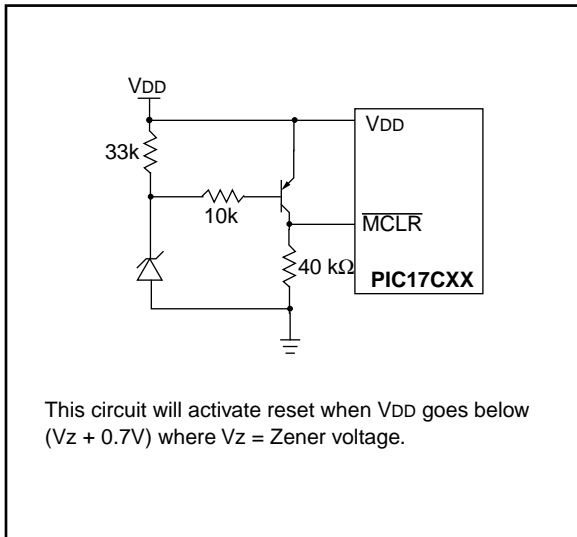 VDD
33k
VDD
10k
MCLR
40 kΩ
PIC17CXX
This circuit will activate reset when VDD goes below
(Vz + 0.7V) where Vz = Zener voltage.